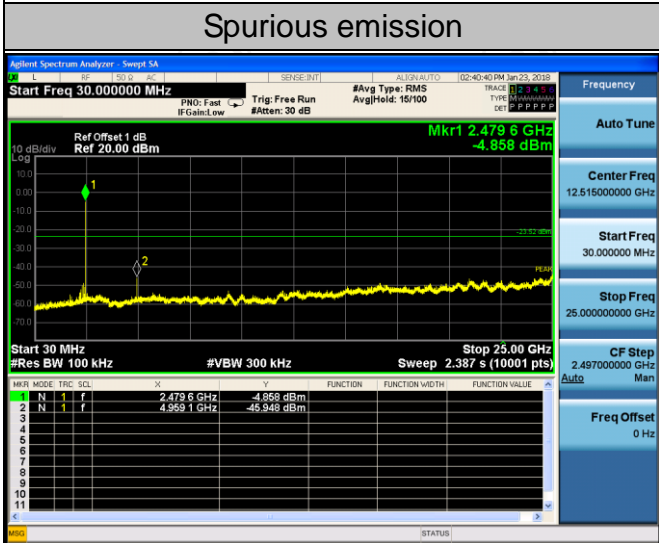 Spurious emission
Agilent Spectrum Analyzer - Swept SA
L RF 50 Ω AC SENSE:INT ALIGNAUTO 02:40:40 PM Jan 23, 2018
Start Freq 30.000000 MHz
#Avg Type: RMS
TRACE 1 2 3 4 5 6
PNO: Fast
Trig: Free Run
Avg|Hold: 15/100
TYPE M
IFGain:Low
#Atten: 30 dB
DET P P P P P P
Ref Offset 1 dB
Mkr1 2.479 6 GHz
10 dB/div
Ref 20.00 dBm
-4.858 dBm
Log
10.0
0.00
-10.0
-20.0
-30.0
-40.0
-50.0
-60.0
-70.0
1
2
-23.52 dBm
PEAK
Start 30 MHz
Stop 25.00 GHz
#Res BW 100 kHz
#VBW 300 kHz
Sweep 2.387 s (10001 pts)
MKR MODE TRC SCL X Y FUNCTION FUNCTION WIDTH FUNCTION VALUE
1 N 1 f 2.479 6 GHz -4.858 dBm
2 N 1 f 4.959 1 GHz -45.948 dBm
3
4
5
6
7
8
9
10
11
MSG
STATUS
Frequency
Auto Tune
Center Freq
12.515000000 GHz
Start Freq
30.000000 MHz
Stop Freq
25.000000000 GHz
CF Step
2.497000000 GHz
Auto Man
Freq Offset
0 Hz